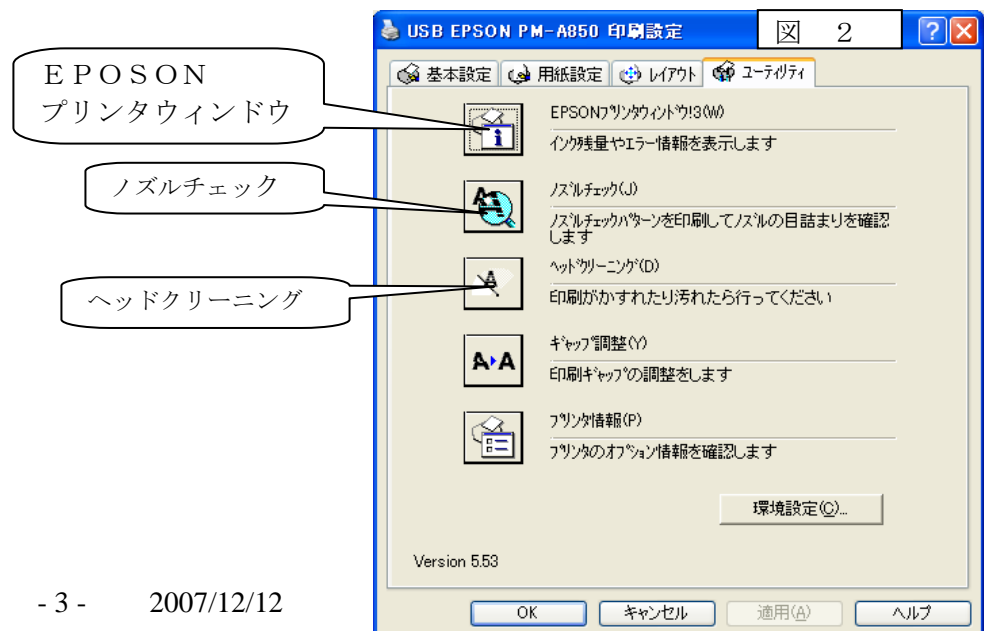 USB EPSON PM-A850 印刷設定
図 2
基本設定 用紙設定 レイアウト ユーティリティ
EPOSON
プリンタウィンドウ
EPSONプリンタウィンドウ!3(W)
インク残量やエラー情報を表示します
ノズルチェック
ノズルチェック(J)
ノズルチェックパターンを印刷してノズルの目詰まりを確認
します
ヘッドクリーニング
ヘッドクリーニング(D)
印刷がかすれたり汚れたら行ってください
A▸A
ギャップ調整(Y)
印刷ギャップの調整をします
プリンタ情報(P)
プリンタのオプション情報を確認します
環境設定(C)...
Version 5.53
- 3 - 2007/12/12
OK キャンセル 適用(A) ヘルプ